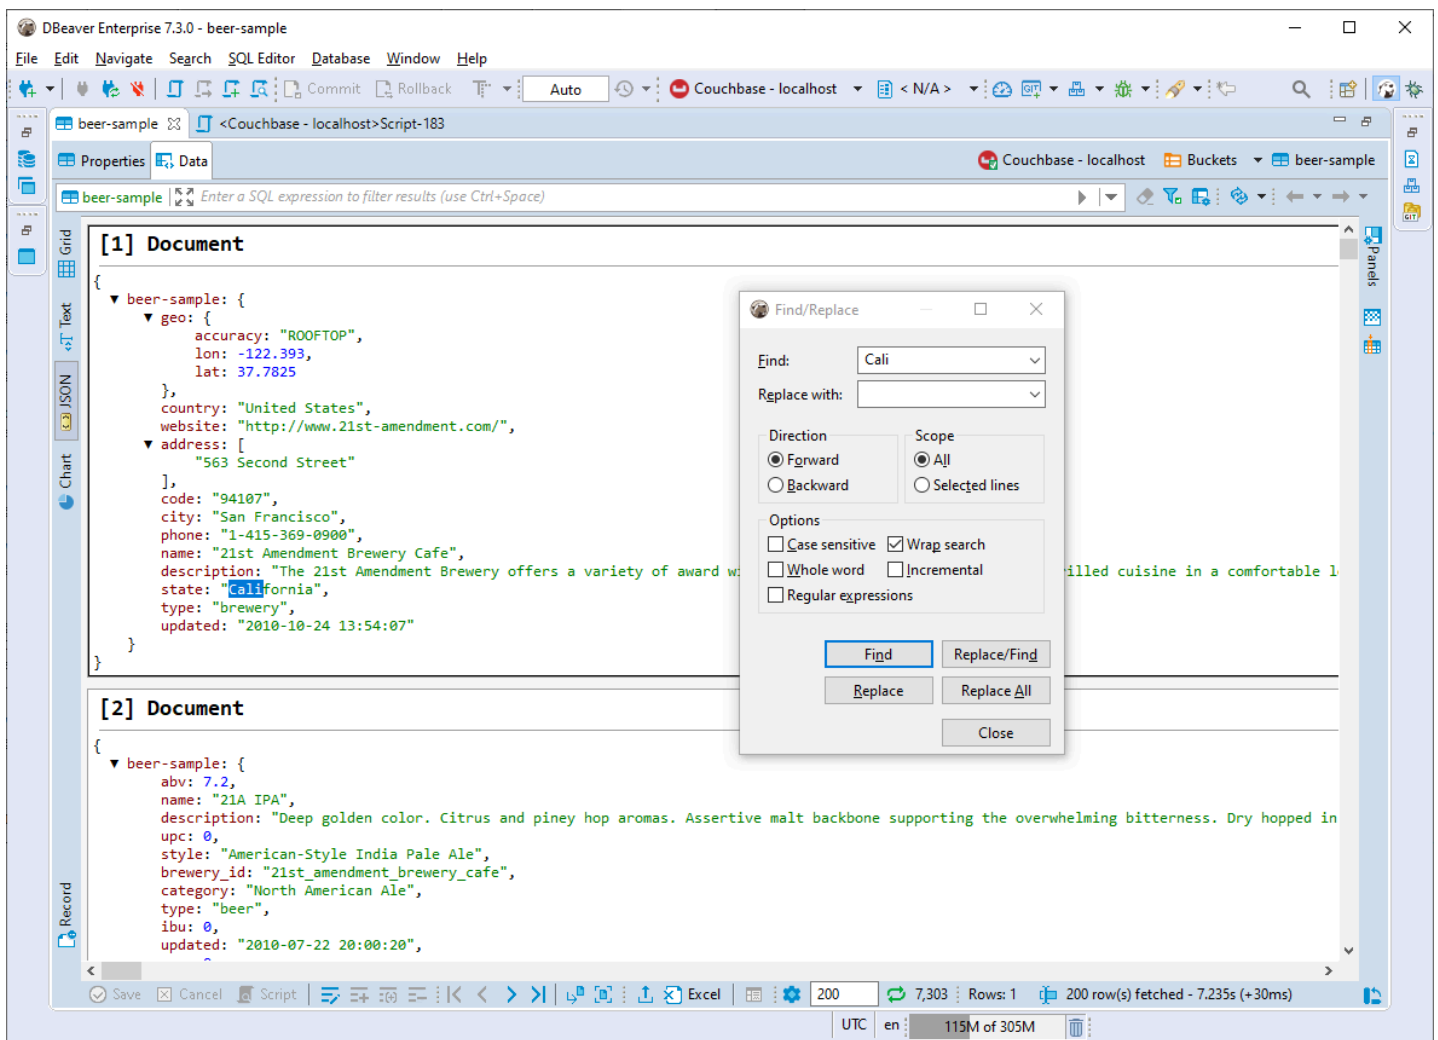 DBeaver Enterprise 7.3.0 - beer-sample
File Edit Navigate Search SQL Editor Database Window Help
Commit Rollback Auto Couchbase - localhost < N/A >
beer-sample <Couchbase - localhost>Script-183
Properties Data Couchbase - localhost Buckets beer-sample
beer-sample Enter a SQL expression to filter results (use Ctrl+Space)
Grid
Text
JSON
Chart
Record
Panels
GIT
[1] Document
{
▼ beer-sample: {
▼ geo: {
accuracy: "ROOFTOP",
lon: -122.393,
lat: 37.7825
},
country: "United States",
website: "http://www.21st-amendment.com/",
▼ address: [
"563 Second Street"
],
code: "94107",
city: "San Francisco",
phone: "1-415-369-0900",
name: "21st Amendment Brewery Cafe",
description: "The 21st Amendment Brewery offers a variety of award illed cuisine in a comfortable
state: "California",
type: "brewery",
updated: "2010-10-24 13:54:07"
}
}
[2] Document
{
▼ beer-sample: {
abv: 7.2,
name: "21A IPA",
description: "Deep golden color. Citrus and piney hop aromas. Assertive malt backbone supporting the overwhelming bitterness. Dry hopped in
upc: 0,
style: "American-Style India Pale Ale",
brewery_id: "21st_amendment_brewery_cafe",
category: "North American Ale",
type: "beer",
ibu: 0,
updated: "2010-07-22 20:00:20",
Find/Replace
Find: Cali
Replace with:
Direction
Forward
Backward
Scope
All
Selected lines
Options
Case sensitive Wrap search
Whole word Incremental
Regular expressions
Find Replace/Find
Replace Replace All
Close
Save Cancel Script Excel 200 7,303 Rows: 1 200 row(s) fetched - 7.235s (+30ms)
UTC en 115M of 305M